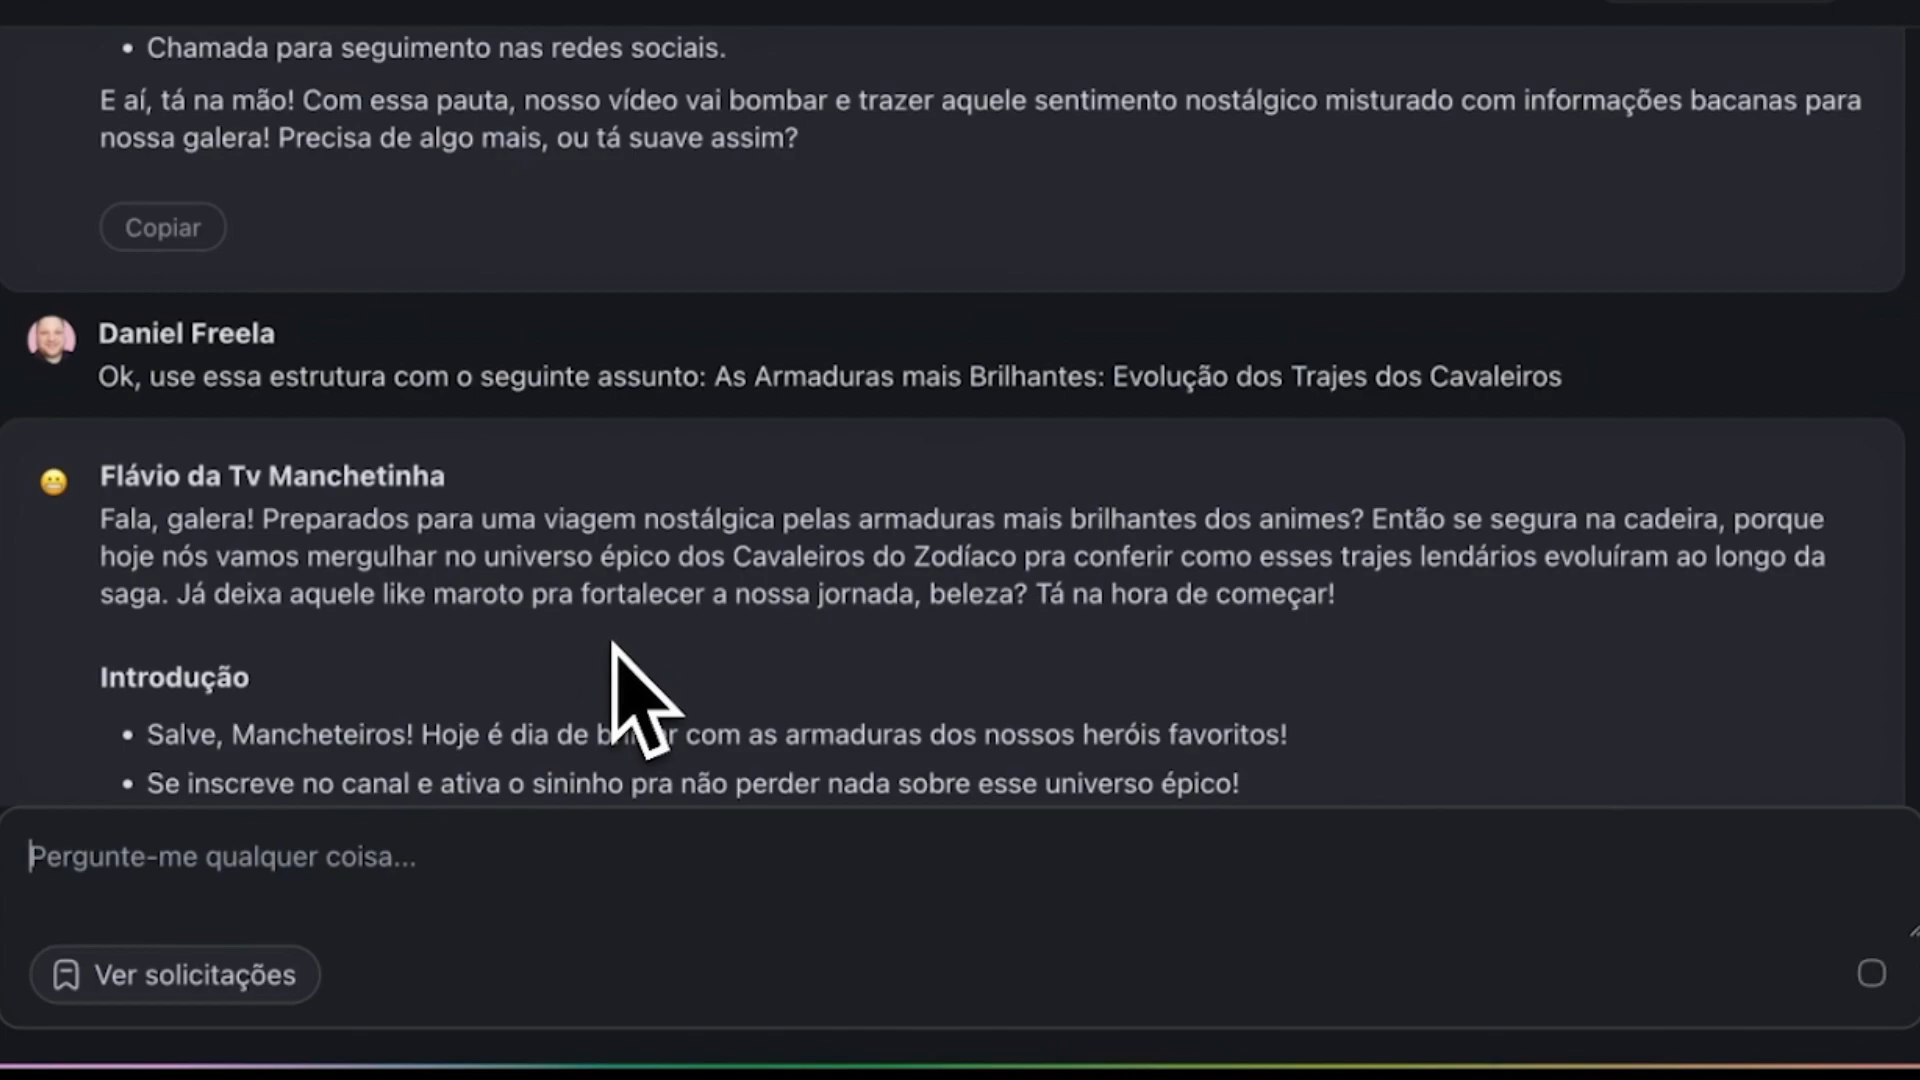 • Chamada para seguimento nas redes sociais.
E aí, tá na mão! Com essa pauta, nosso vídeo vai bombar e trazer aquele sentimento nostálgico misturado com informações bacanas para
nossa galera! Precisa de algo mais, ou tá suave assim?
Copiar
Daniel Freela
Ok, use essa estrutura com o seguinte assunto: As Armaduras mais Brilhantes: Evolução dos Trajes dos Cavaleiros
Flávio da Tv Manchetinha
Fala, galera! Preparados para uma viagem nostálgica pelas armaduras mais brilhantes dos animes? Então se segura na cadeira, porque
hoje nós vamos mergulhar no universo épico dos Cavaleiros do Zodíaco pra conferir como esses trajes lendários evoluíram ao longo da
saga. Já deixa aquele like maroto pra fortalecer a nossa jornada, beleza? Tá na hora de começar!
Introdução
• Salve, Mancheteiros! Hoje é dia de com as armaduras dos nossos heróis favoritos!
• Se inscreve no canal e ativa o sininho pra não perder nada sobre esse universo épico!
Pergunte-me qualquer coisa...
Ver solicitações